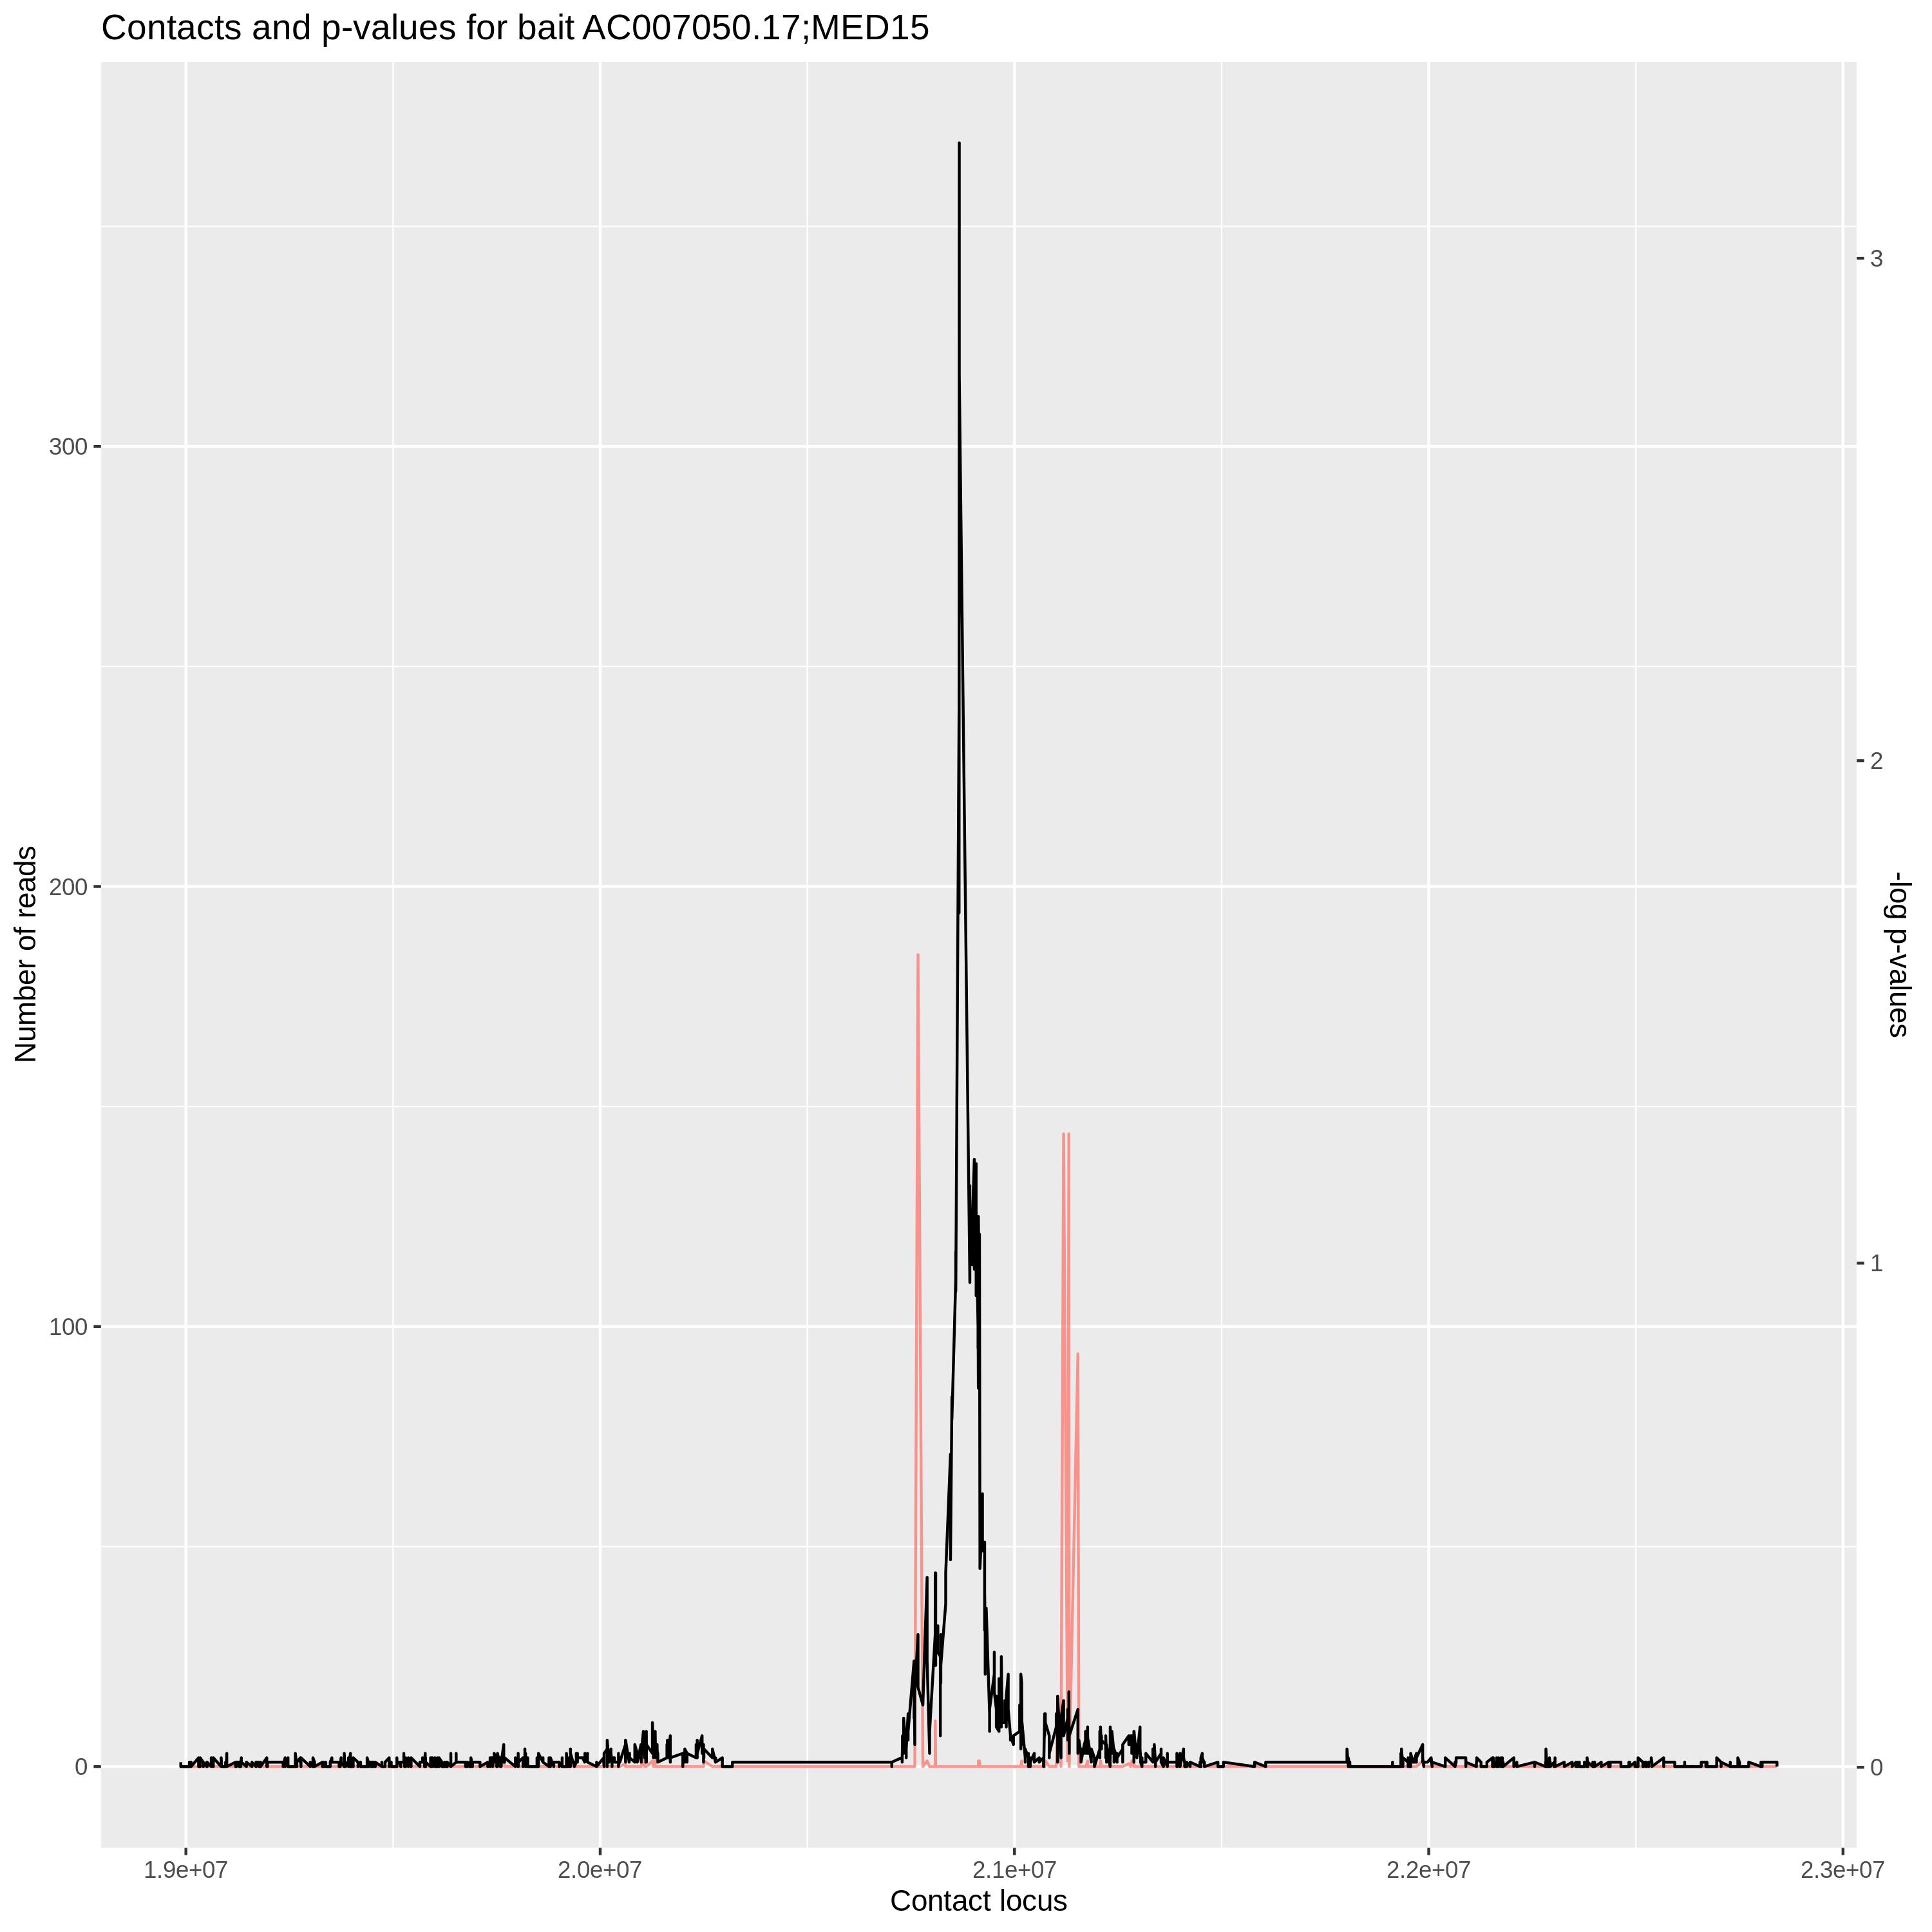 Contacts and p-values for bait AC007050.17;MED15
Number of reads
300
200
100
0
3
2
1
0
-log p-values
1.9e+07 2.0e+07 2.1e+07 2.2e+07 2.3e+07
Contact locus